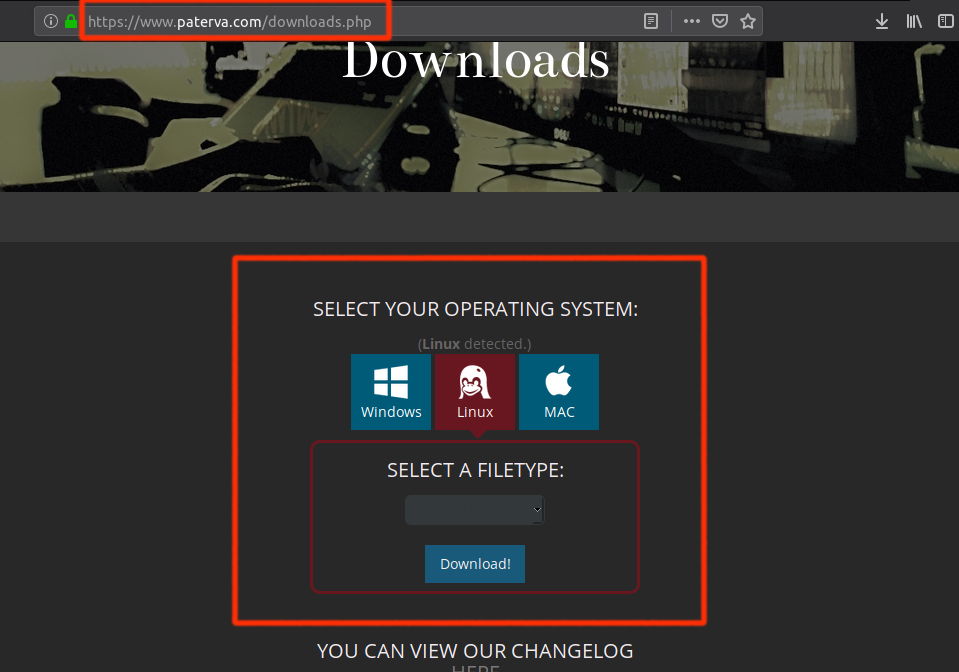 https://www.paterva.com/downloads.php
Downloads
SELECT YOUR OPERATING SYSTEM:
(Linux detected.)
Windows Linux MAC
SELECT A FILETYPE:
Download!
YOU CAN VIEW OUR CHANGELOG
HERE